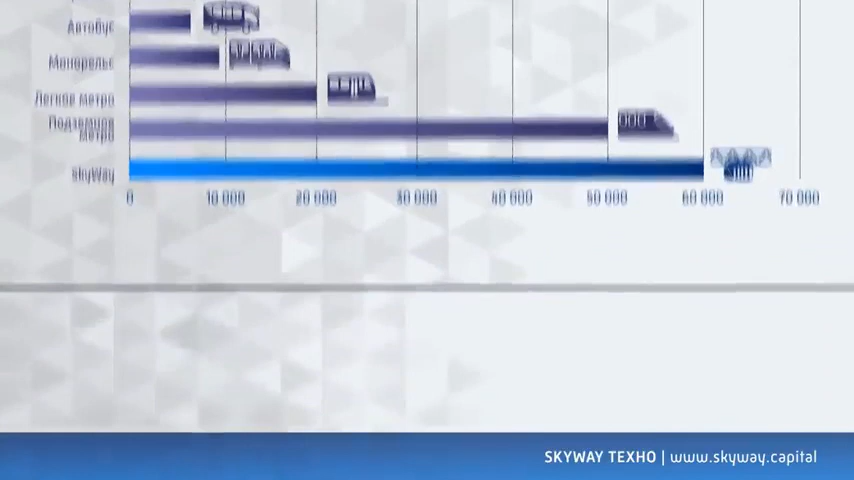 Автобус
Монорельс
Легкое метро
Подземное
метро
SkyWay
0 10 000 20 000 30 000 40 000 50 000 60 000 70 000
SKYWAY ТЕХНО | www.skyway.capital